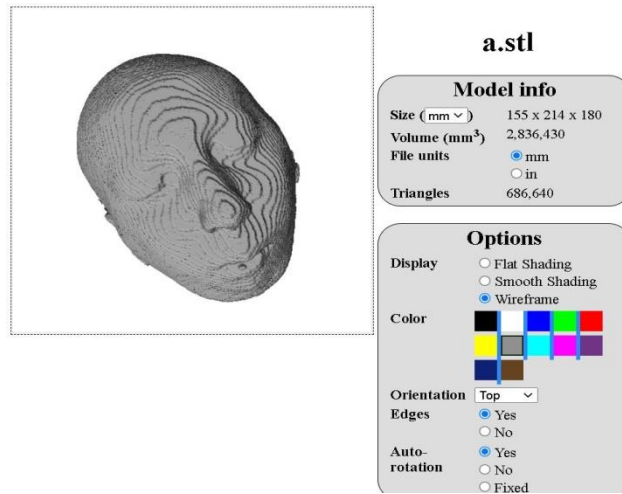 a.stl
Model info
Size ( mm ) 155 x 214 x 180
Volume (mm³) 2,836,430
File units mm
in
Triangles 686,640
Options
Display Flat Shading
Smooth Shading
Wireframe
Color
Orientation Top
Edges Yes
No
Auto- Yes
rotation No
Fixed